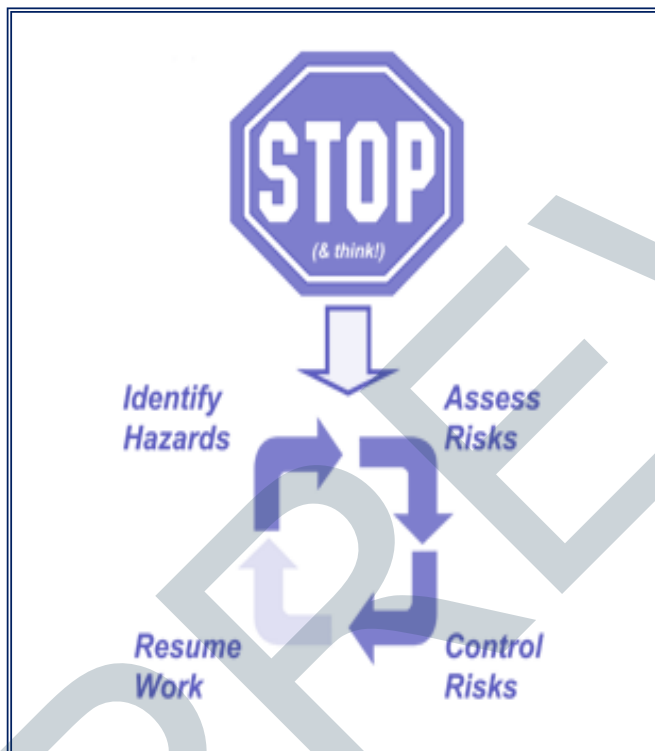 STOP
(& think!)
Identify
Hazards
Assess
Risks
Resume
Work
Control
Risks